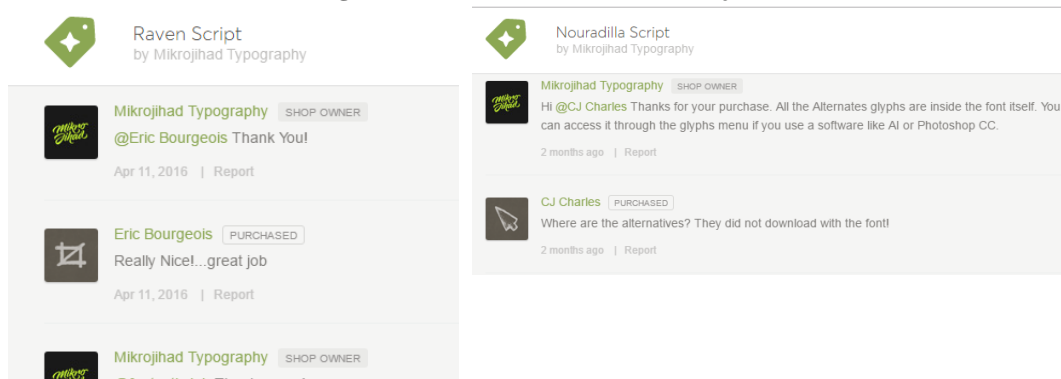 Raven Script
by Mikrojihad Typography
Mikrojihad Typography SHOP OWNER
@Eric Bourgeois Thank You!
Apr 11, 2016 | Report
Eric Bourgeois PURCHASED
Really Nice!...great job
Apr 11, 2016 | Report
Mikrojihad Typography SHOP OWNER
Nouradilla Script
by Mikrojihad Typography
Mikrojihad Typography SHOP OWNER
Hi @CJ Charles Thanks for your purchase. All the Alternates glyphs are inside the font itself. You
can access it through the glyphs menu if you use a software like AI or Photoshop CC.
2 months ago | Report
CJ Charles PURCHASED
Where are the alternatives? They did not download with the font!
2 months ago | Report